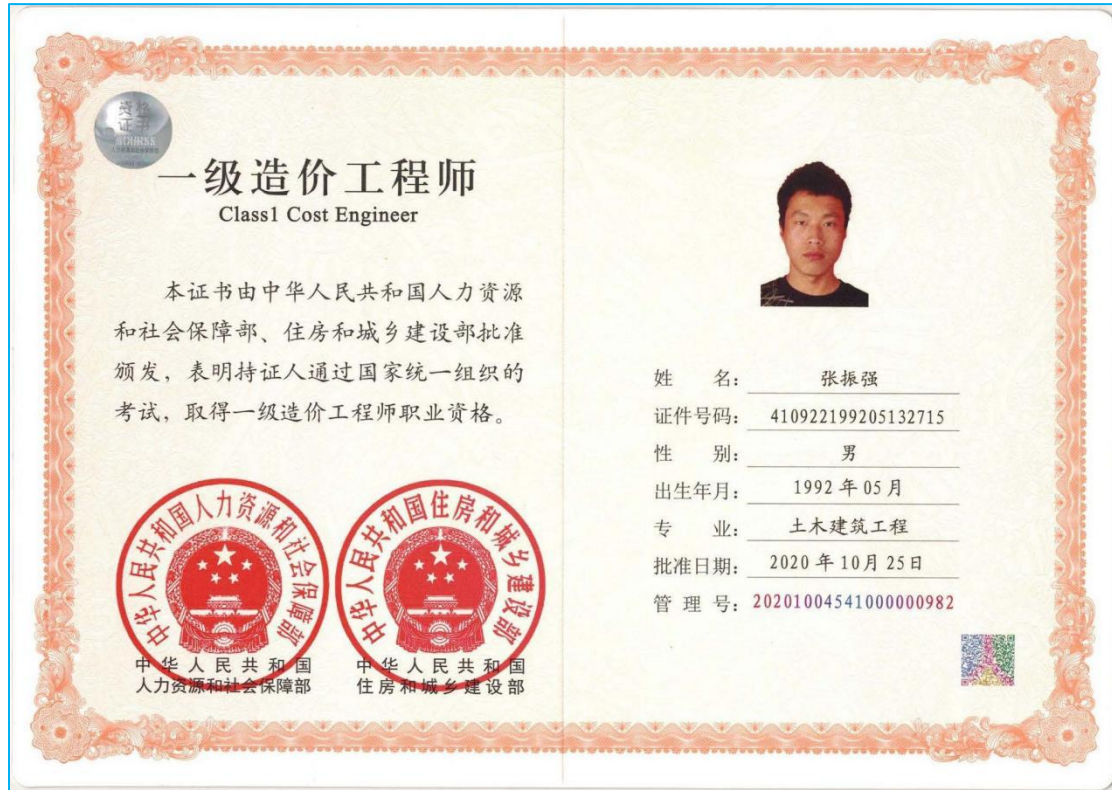 资格
证书
MOHRSS
一级造价工程师
Class1 Cost Engineer
本证书由中华人民共和国人力资源
和社会保障部、住房和城乡建设部批准
颁发，表明持证人通过国家统一组织的
考试，取得一级造价工程师职业资格。
中华人民共和国人力资源和社会保障部
中华人民共和国住房和城乡建设部
中华人民共和国
人力资源和社会保障部
中华人民共和国
住房和城乡建设部
姓 名： 张振强
证件号码： 410922199205132715
性 别： 男
出生年月： 1992年05月
专 业： 土木建筑工程
批准日期： 2020年10月25日
管 理 号： 20201004541000000982